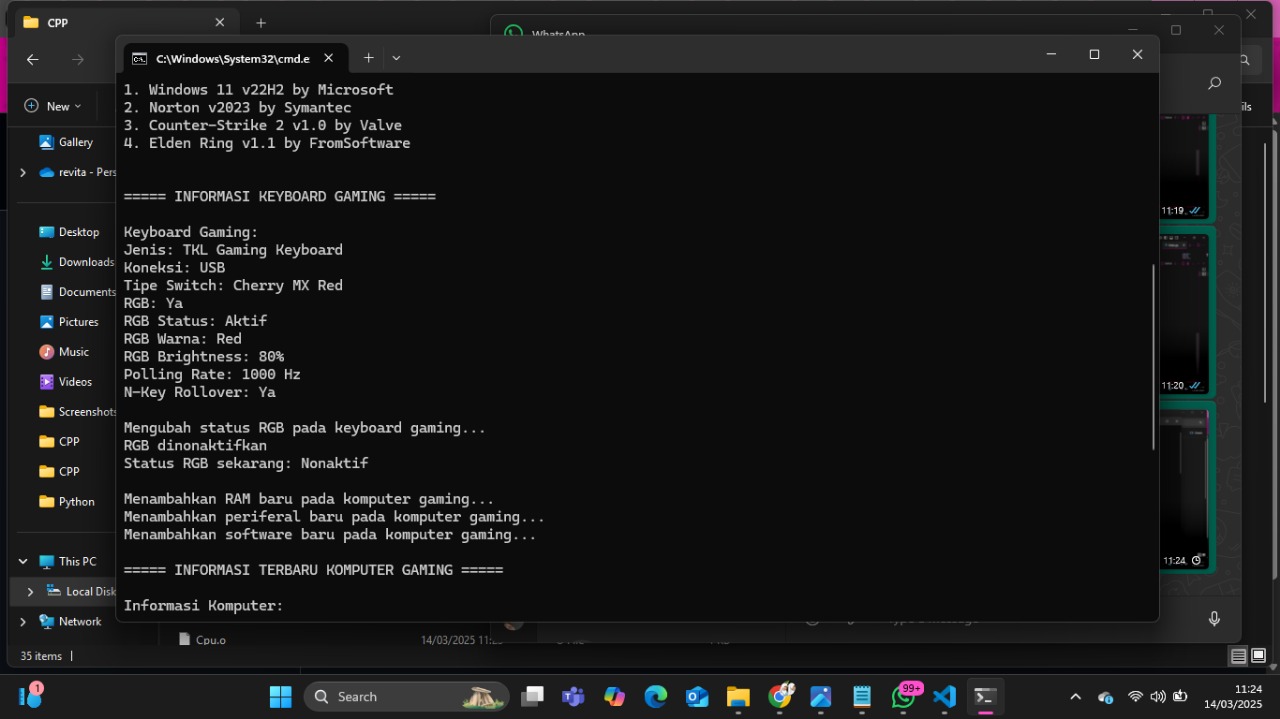 CPP
WhatsApp
C:\Windows\System32\cmd.e
New
1. Windows 11 v22H2 by Microsoft
2. Norton v2023 by Symantec
3. Counter-Strike 2 v1.0 by Valve
4. Elden Ring v1.1 by FromSoftware
===== INFORMASI KEYBOARD GAMING =====
Keyboard Gaming:
Jenis: TKL Gaming Keyboard
Koneksi: USB
Tipe Switch: Cherry MX Red
RGB: Ya
RGB Status: Aktif
RGB Warna: Red
RGB Brightness: 80%
Polling Rate: 1000 Hz
N-Key Rollover: Ya
Mengubah status RGB pada keyboard gaming...
RGB dinonaktifkan
Status RGB sekarang: Nonaktif
Menambahkan RAM baru pada komputer gaming...
Menambahkan periferal baru pada komputer gaming...
Menambahkan software baru pada komputer gaming...
===== INFORMASI TERBARU KOMPUTER GAMING =====
Informasi Komputer:
Gallery
revita - Pers
Desktop
Downloads
Documents
Pictures
Music
Videos
Screenshots
CPP
CPP
Python
This PC
Local Disk
Network
ils
11:19
11:20
11:24
Cpu.o
14/03/2025 11:2
35 items
1
Search
99+
11:24
14/03/2025